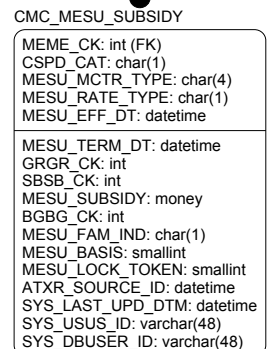 CMC_MESU_SUBSIDY
MEME_CK: int (FK)
CSPD_CAT: char(1)
MESU_MCTR_TYPE: char(4)
MESU_RATE_TYPE: char(1)
MESU_EFF_DT: datetime
MESU_TERM_DT: datetime
GRGR_CK: int
SBSB_CK: int
MESU_SUBSIDY: money
BGBG_CK: int
MESU_FAM_IND: char(1)
MESU_BASIS: smallint
MESU_LOCK_TOKEN: smallint
ATXR_SOURCE_ID: datetime
SYS_LAST_UPD_DTM: datetime
SYS_USUS_ID: varchar(48)
SYS_DBUSER_ID: varchar(48)